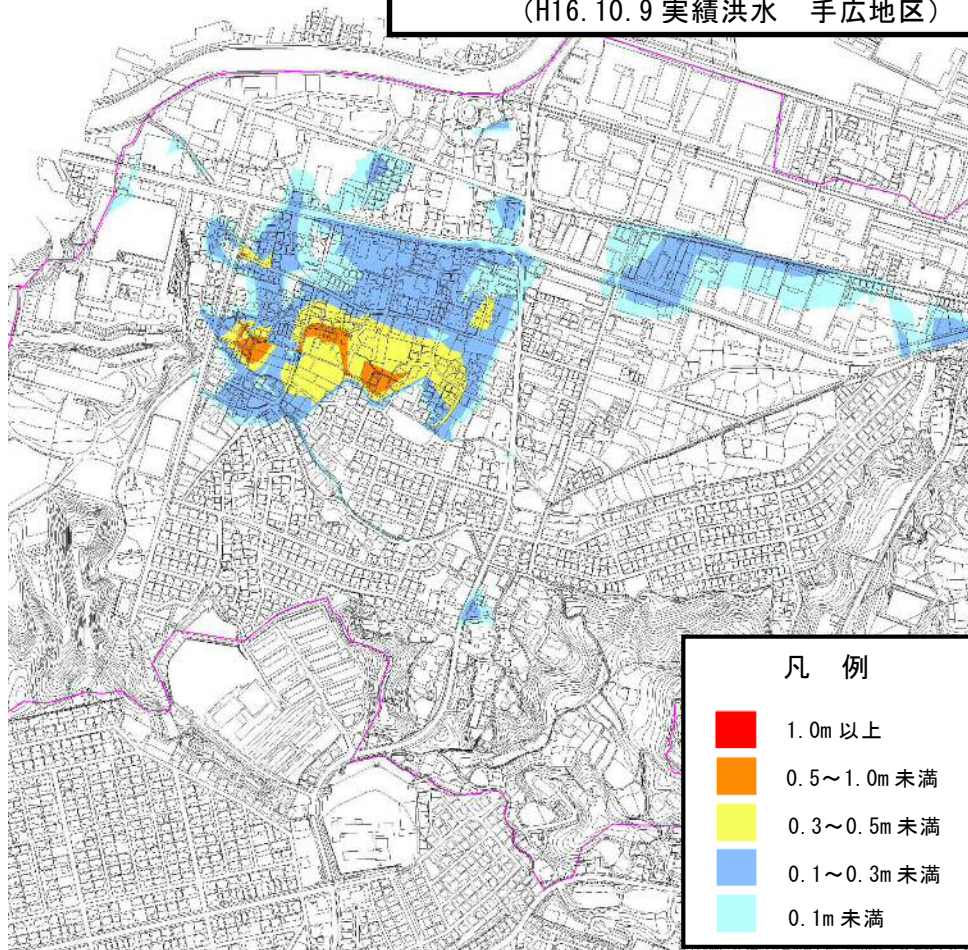 (H16.10.9 実績洪水　手広地区)
凡　例
1.0m 以上
0.5～1.0m 未満
0.3～0.5m 未満
0.1～0.3m 未満
0.1m 未満